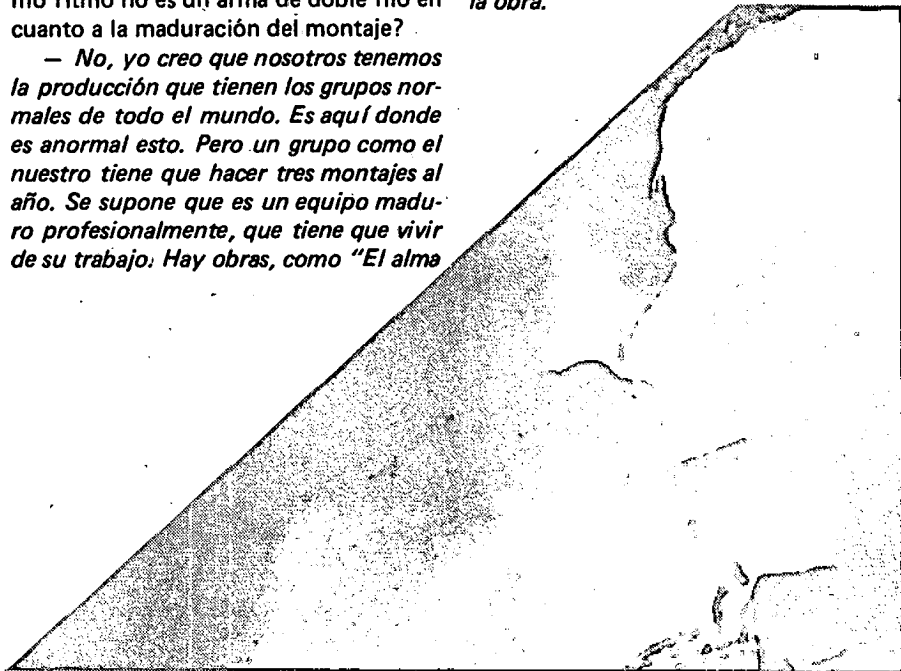 mo ritmo no es un arma de doble filo en
cuanto a la maduración del montaje?
— No, yo creo que nosotros tenemos
la producción que tienen los grupos nor-
males de todo el mundo. Es aquí donde
es anormal esto. Pero un grupo como el
nuestro tiene que hacer tres montajes al
año. Se supone que es un equipo madu-
ro profesionalmente, que tiene que vivir
de su trabajo. Hay obras, como "El alma
la obra.